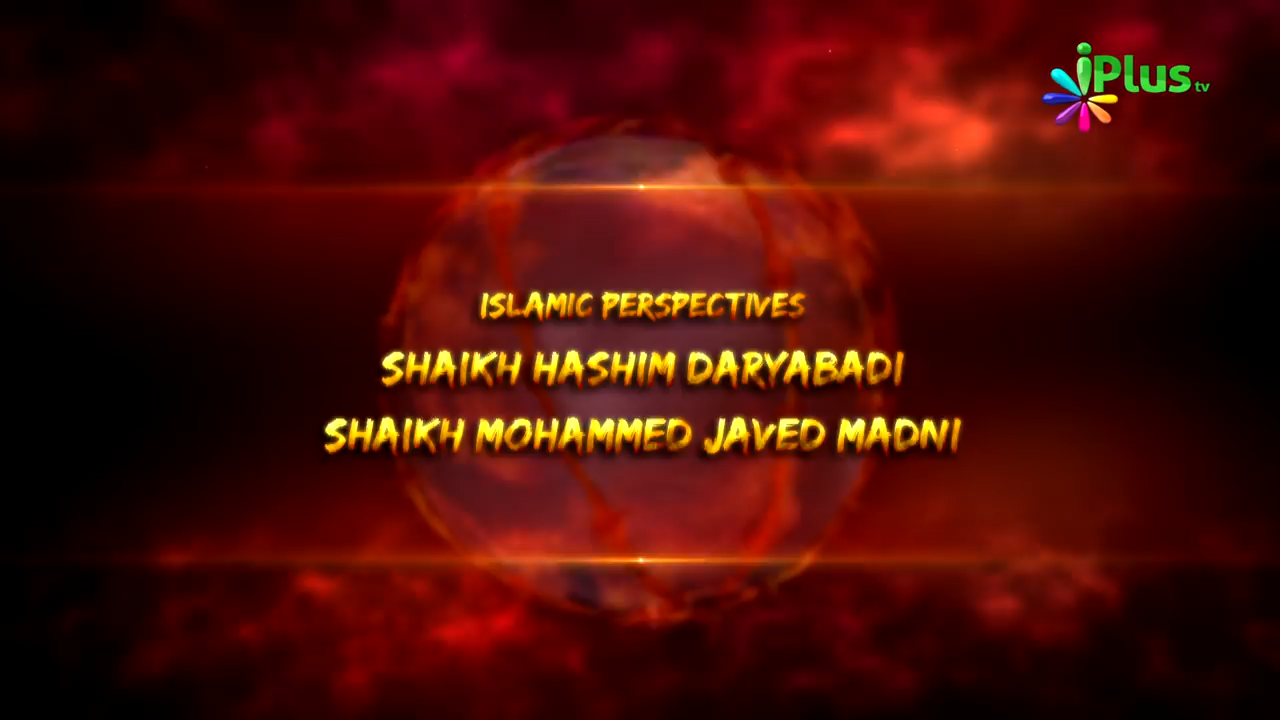 iPlus tv
ISLAMIC PERSPECTIVES
SHAIKH HASHIM DARYABADI
SHAIKH MOHAMMED JAVED MADNI